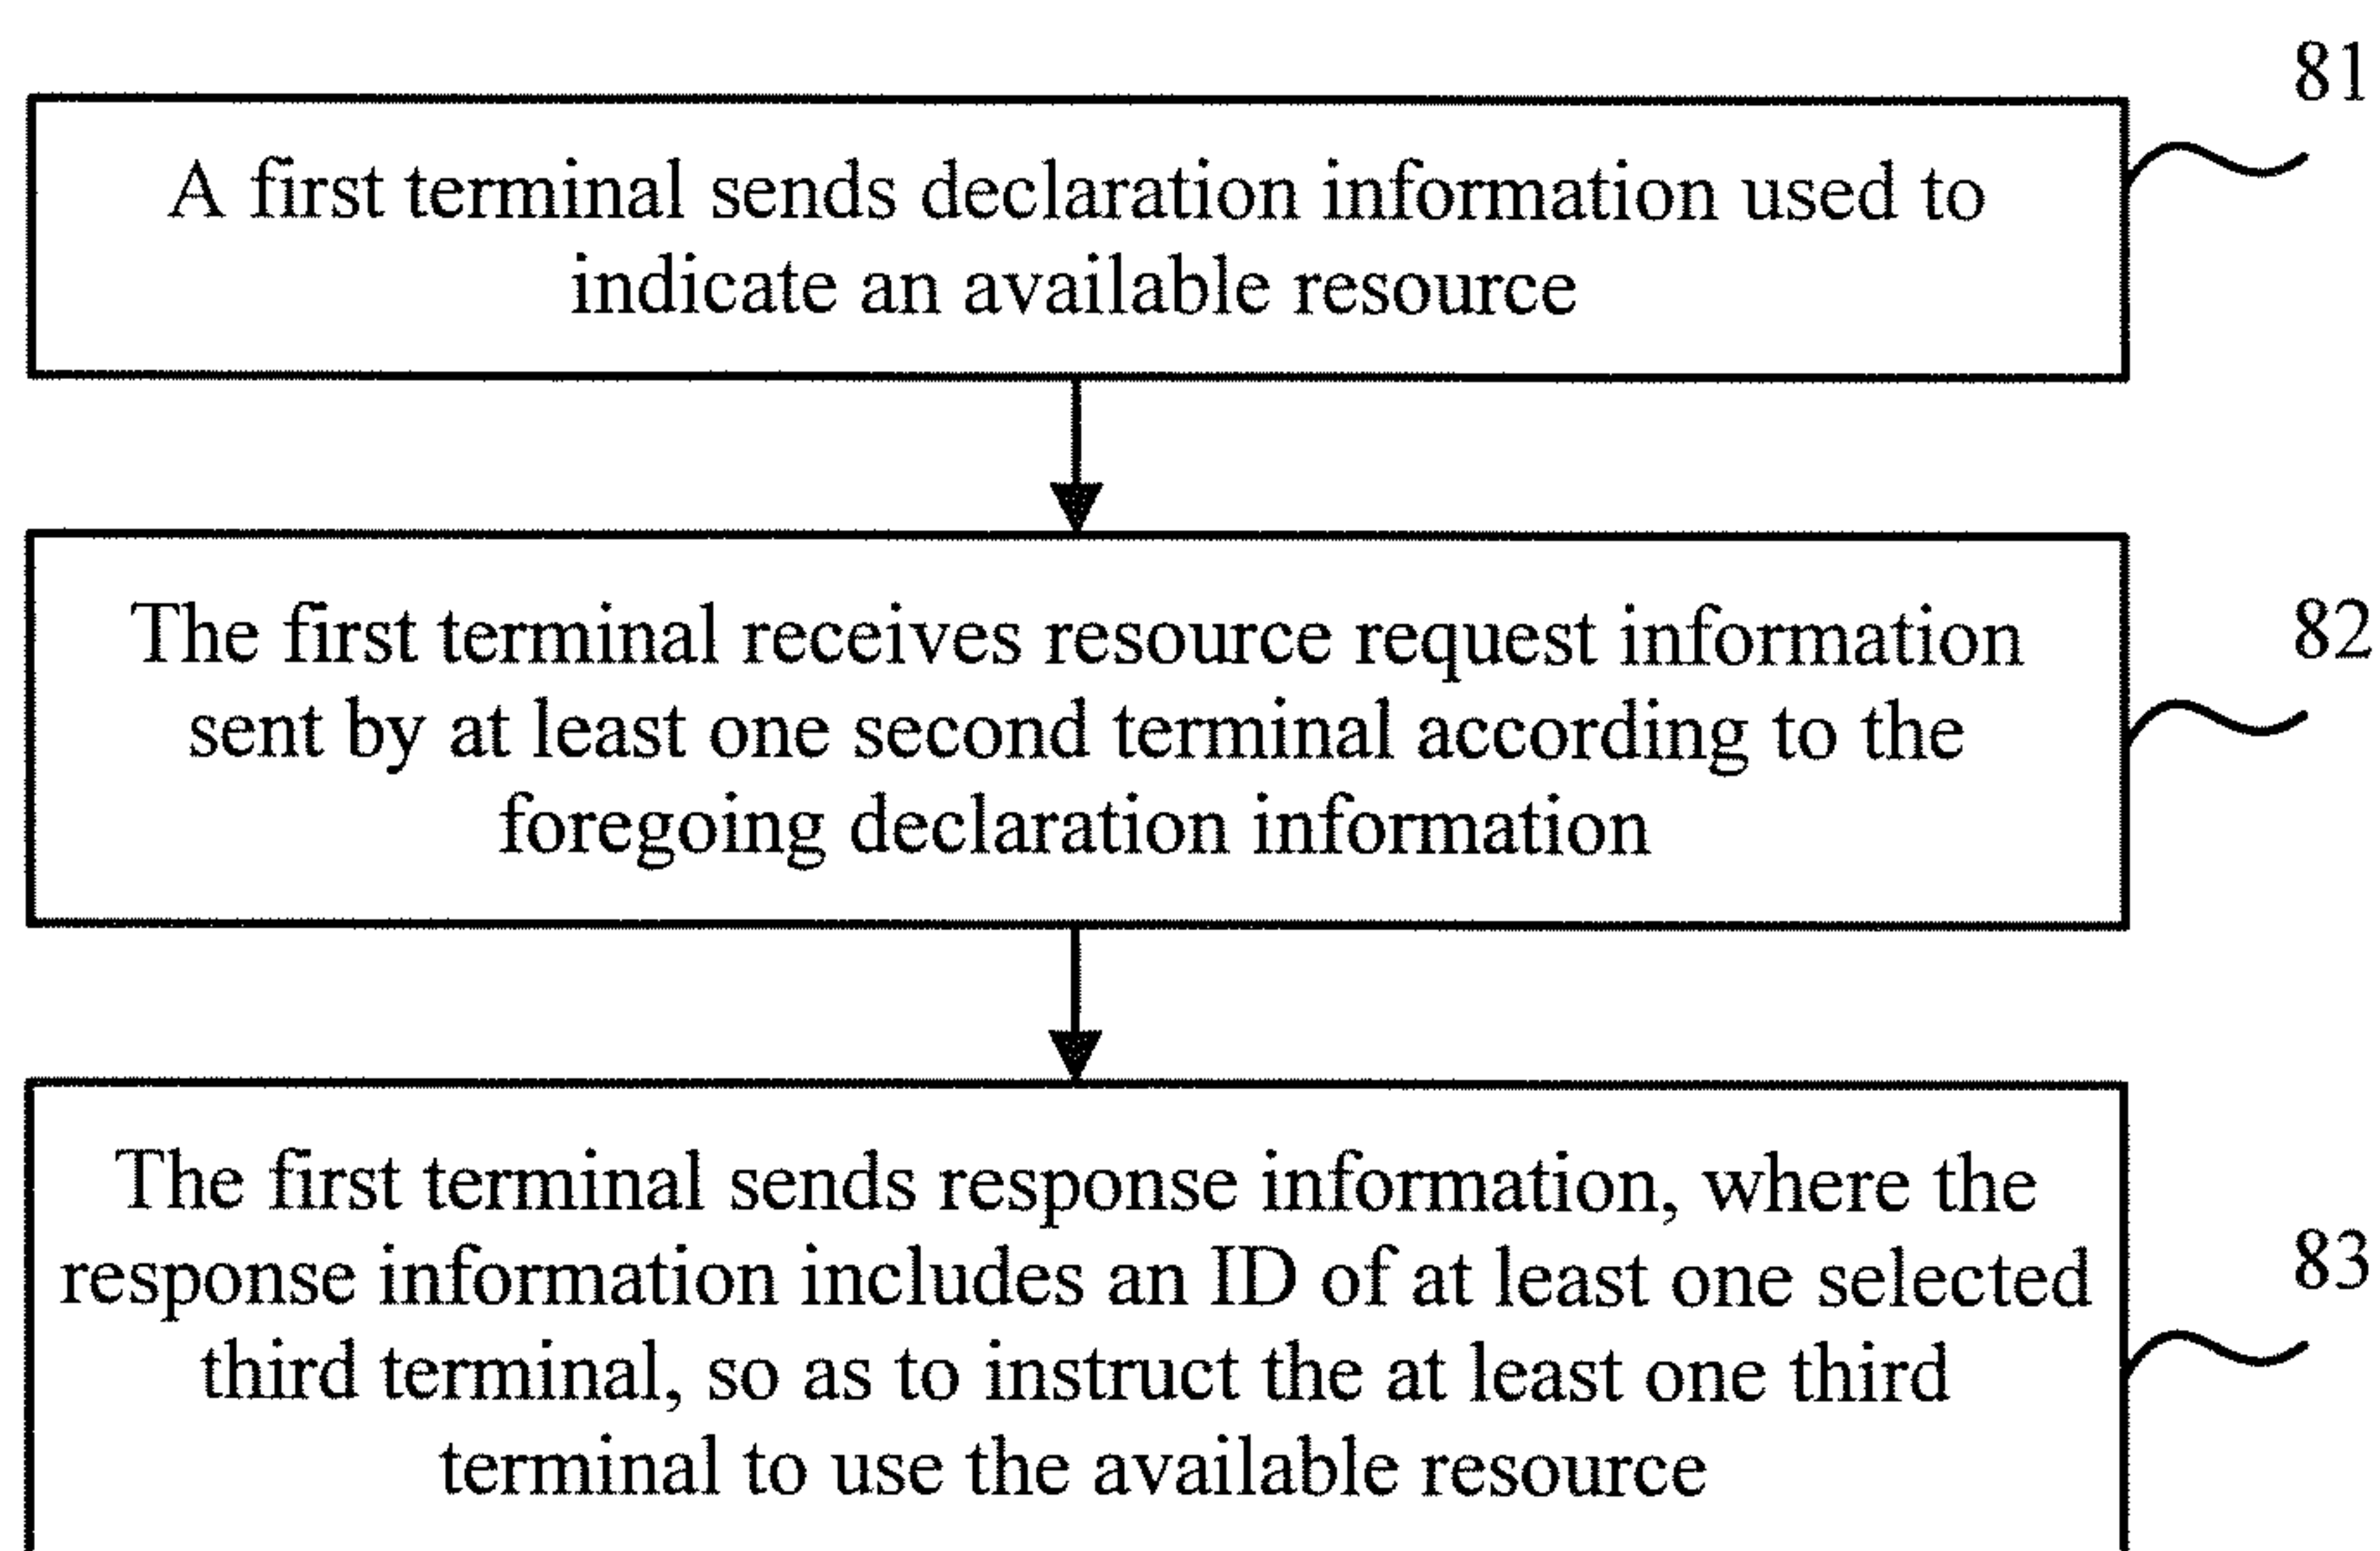 81
A first terminal sends declaration information used to
indicate an available resource
82
The first terminal receives resource request information
sent by at least one second terminal according to the
foregoing declaration information
83
The first terminal sends response information, where the
response information includes an ID of at least one selected
third terminal, so as to instruct the at least one third
terminal to use the available resource